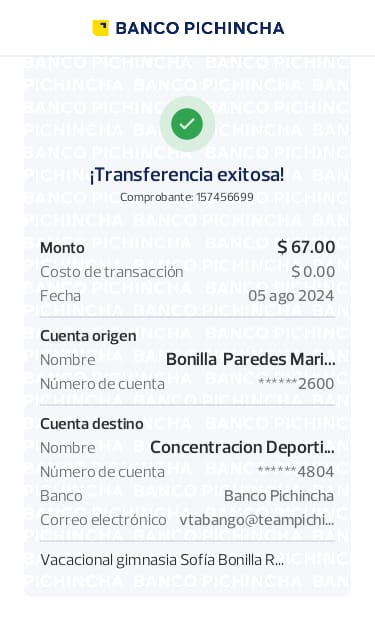 BANCO PICHINCHA
¡Transferencia exitosa!
Comprobante: 157456699
Monto $ 67.00
Costo de transacción $ 0.00
Fecha 05 ago 2024
Cuenta origen
Nombre Bonilla Paredes Mari...
Número de cuenta ******2600
Cuenta destino
Nombre Concentracion Deporti...
Número de cuenta ******4804
Banco Banco Pichincha
Correo electrónico vtabango@teampichi...
Vacacional gimnasia Sofía Bonilla R...